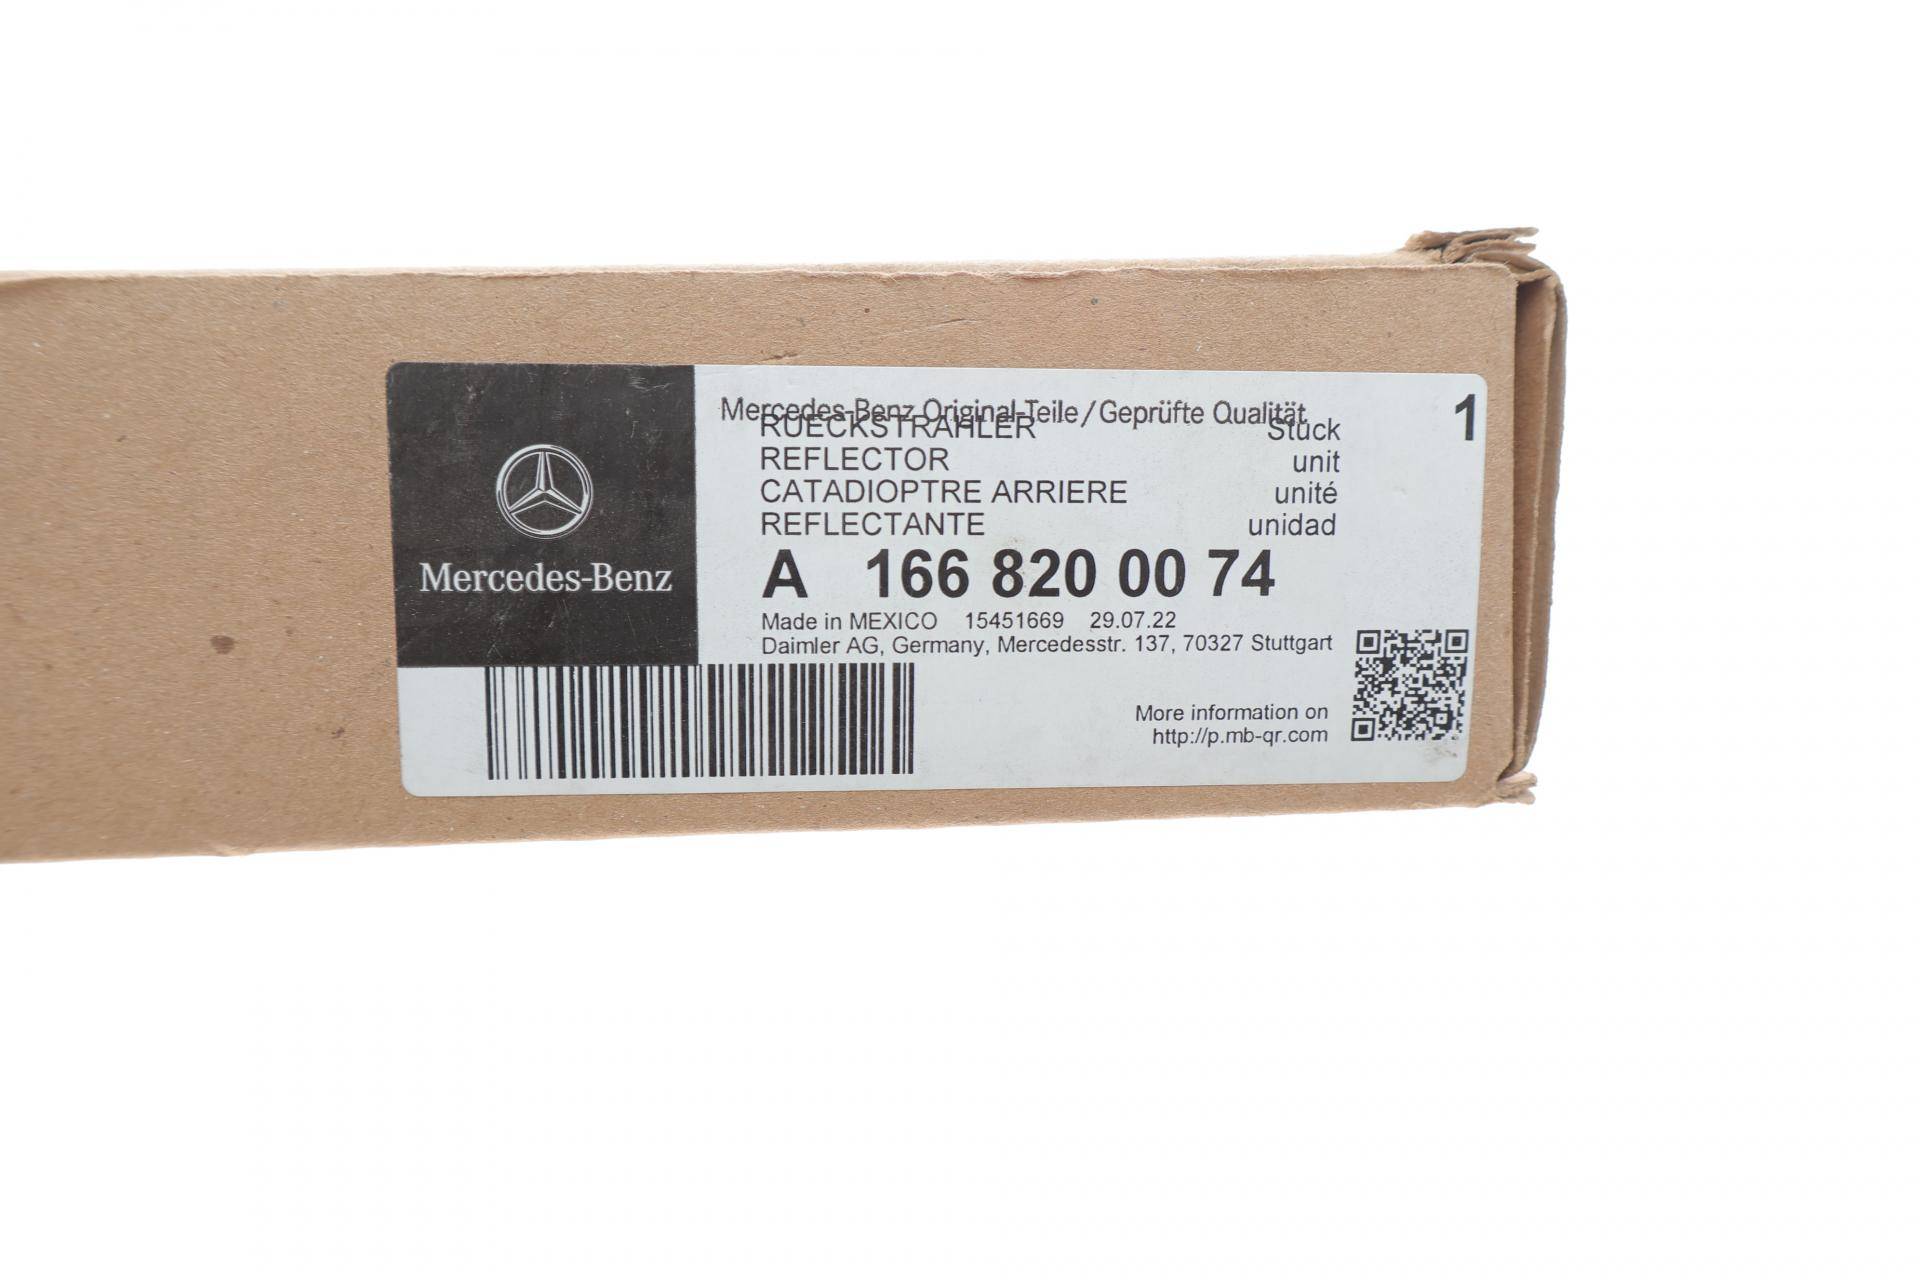 Mercedes-Benz Original-Teile/Geprüfte Qualität
RUECKSTRAHLER Stück 1
REFLECTOR unit
CATADIOPTRE ARRIERE unité
REFLECTANTE unidad
A 166 820 00 74
Mercedes-Benz
Made in MEXICO 15451669 29.07.22
Daimler AG, Germany, Mercedesstr. 137, 70327 Stuttgart
More information on
http://p.mb-qr.com